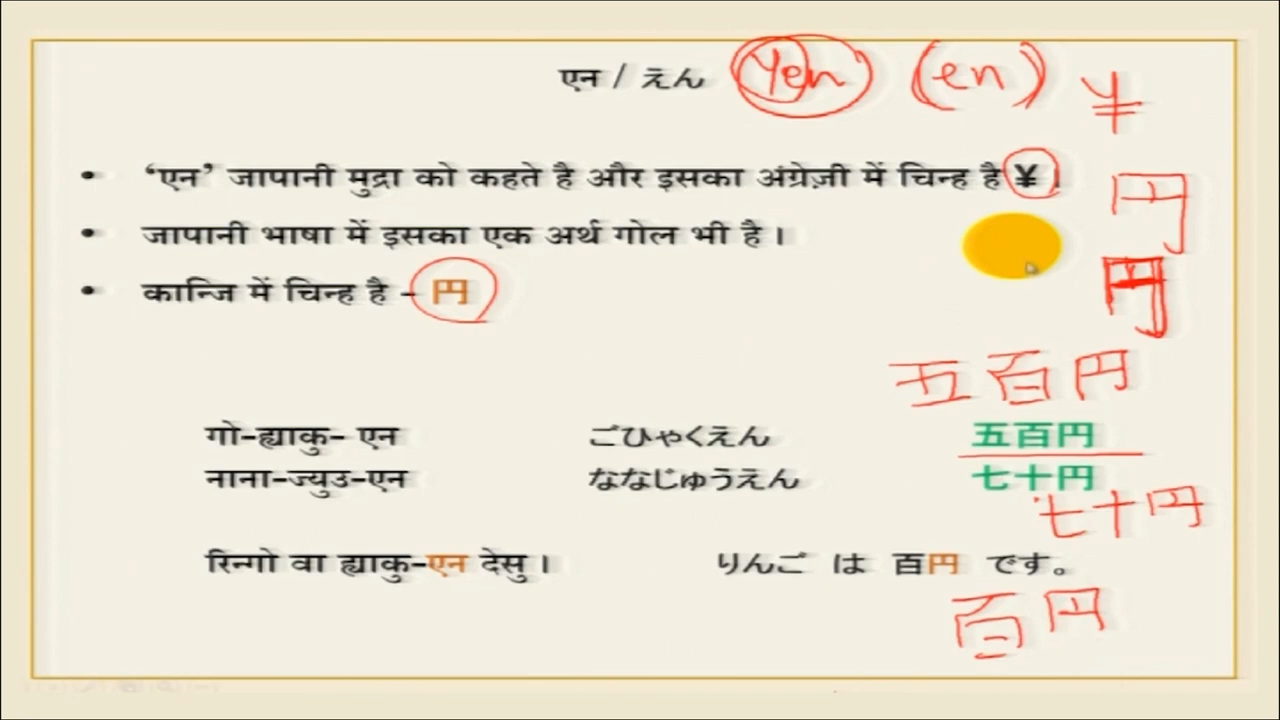 एन / えん Yen (en) ¥
• ‘एन’ जापानी मुद्रा को कहते है और इसका अंग्रेज़ी में चिन्ह है ¥ ।
円
• जापानी भाषा में इसका एक अर्थ गोल भी है ।
• कान्जि में चिन्ह है - 円
円
五百円
गो-ह्याकु- एन ごひゃくえん 五百円
नाना-ज्युउ-एन ななじゅうえん 七十円
七十円
रिन्गो वा ह्याकु-एन देसु । りんご は 百円 です。
百円